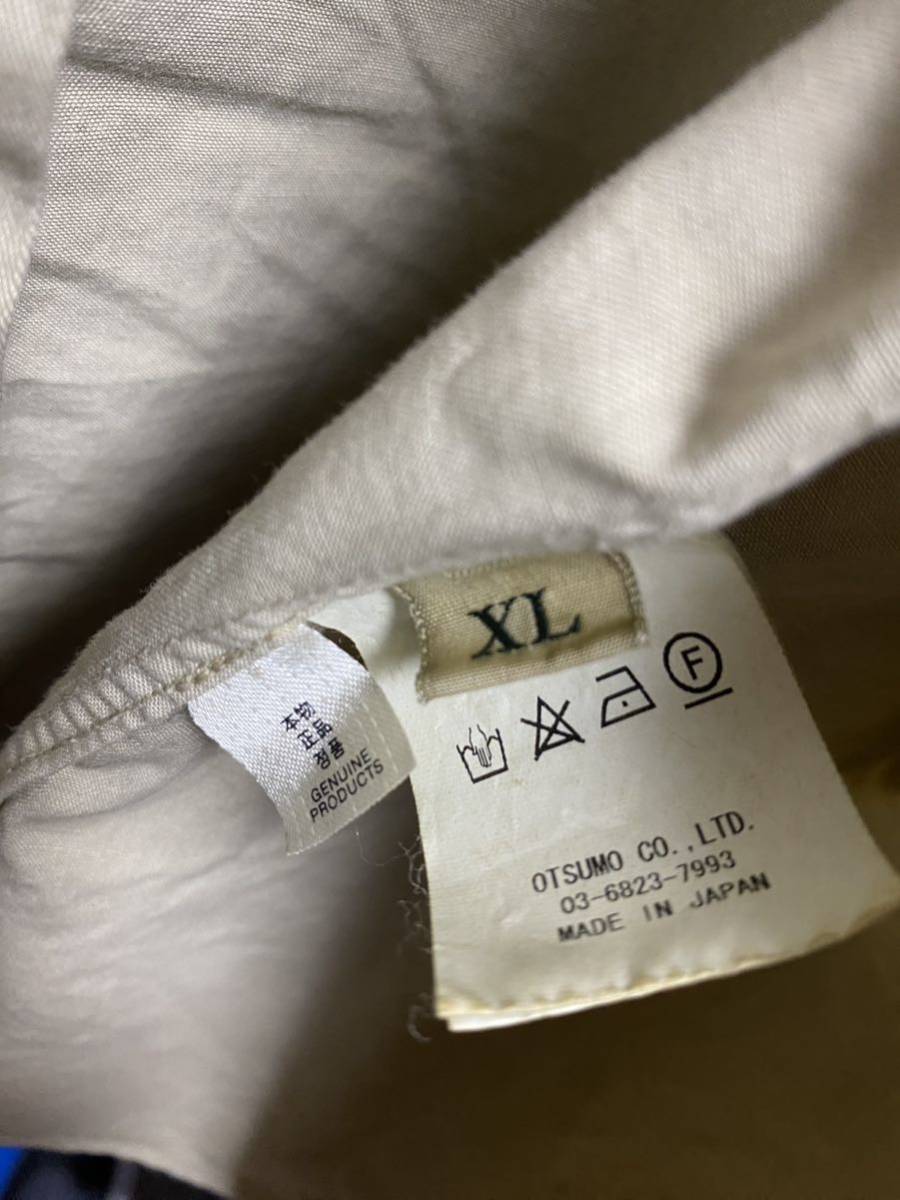 XL
本物
正品
정품
GENUINE
PRODUCTS
F
OTSUMO CO.,LTD.
03-6823-7993
MADE IN JAPAN